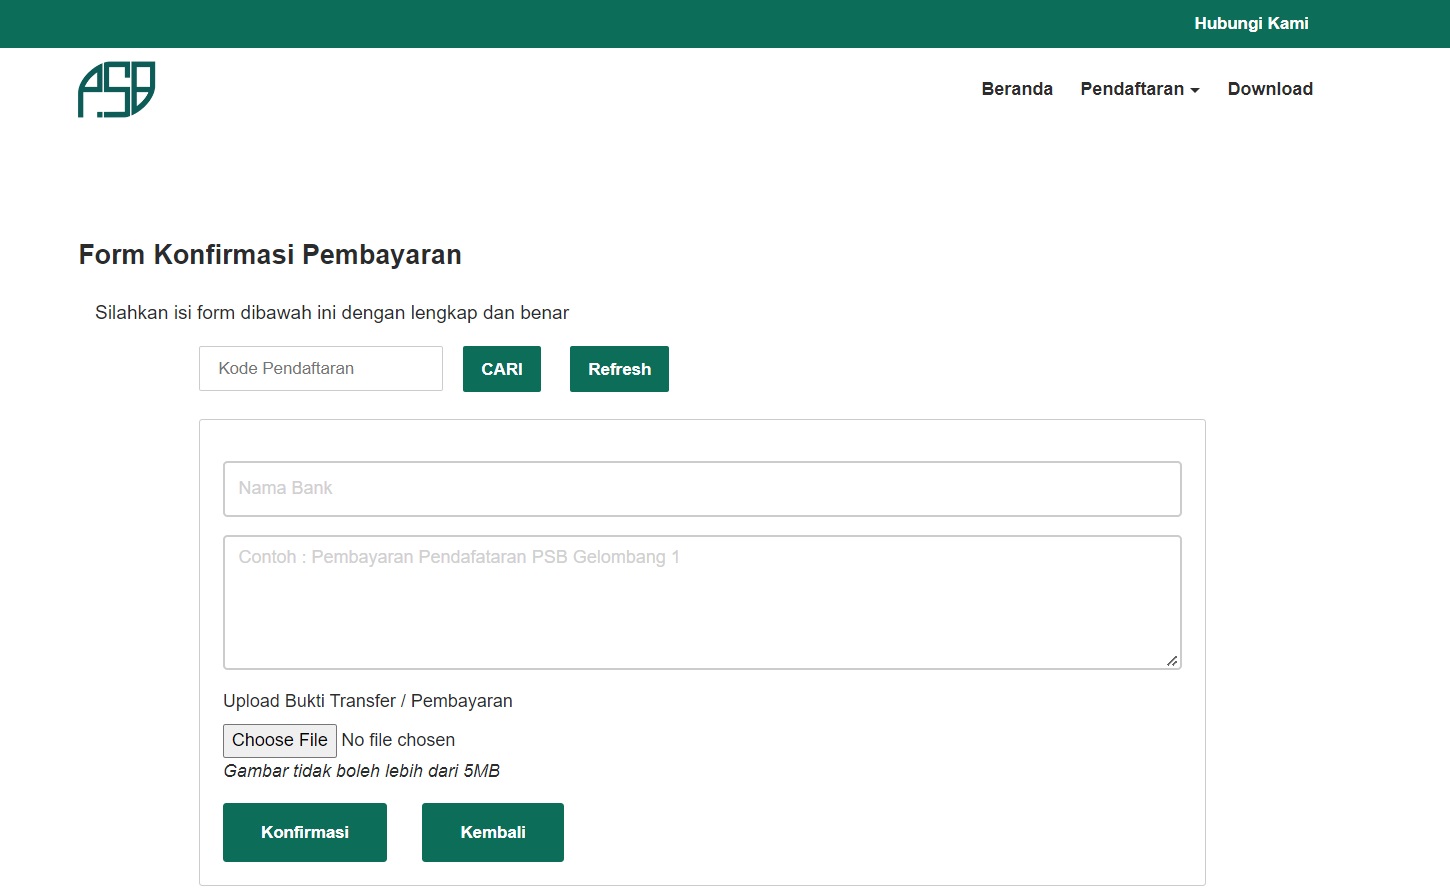 Hubungi Kami
PSB
Beranda Pendaftaran Download
Form Konfirmasi Pembayaran
Silahkan isi form dibawah ini dengan lengkap dan benar
Kode Pendaftaran CARI Refresh
Nama Bank
Contoh : Pembayaran Pendafataran PSB Gelombang 1
Upload Bukti Transfer / Pembayaran
Choose File No file chosen
Gambar tidak boleh lebih dari 5MB
Konfirmasi Kembali